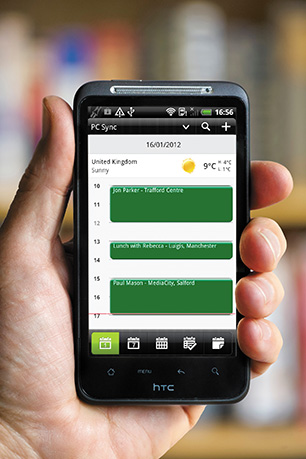 16:56
PC Sync
16/01/2012
United Kingdom
Sunny
9°C
H: 4°C
L: 1°C
10
Jon Parker - Trafford Centre
11
12
13
Lunch with Rebecca - Luigis, Manchester
14
15
Paul Mason - MediaCity, Salford
16
17
MENU
hTC